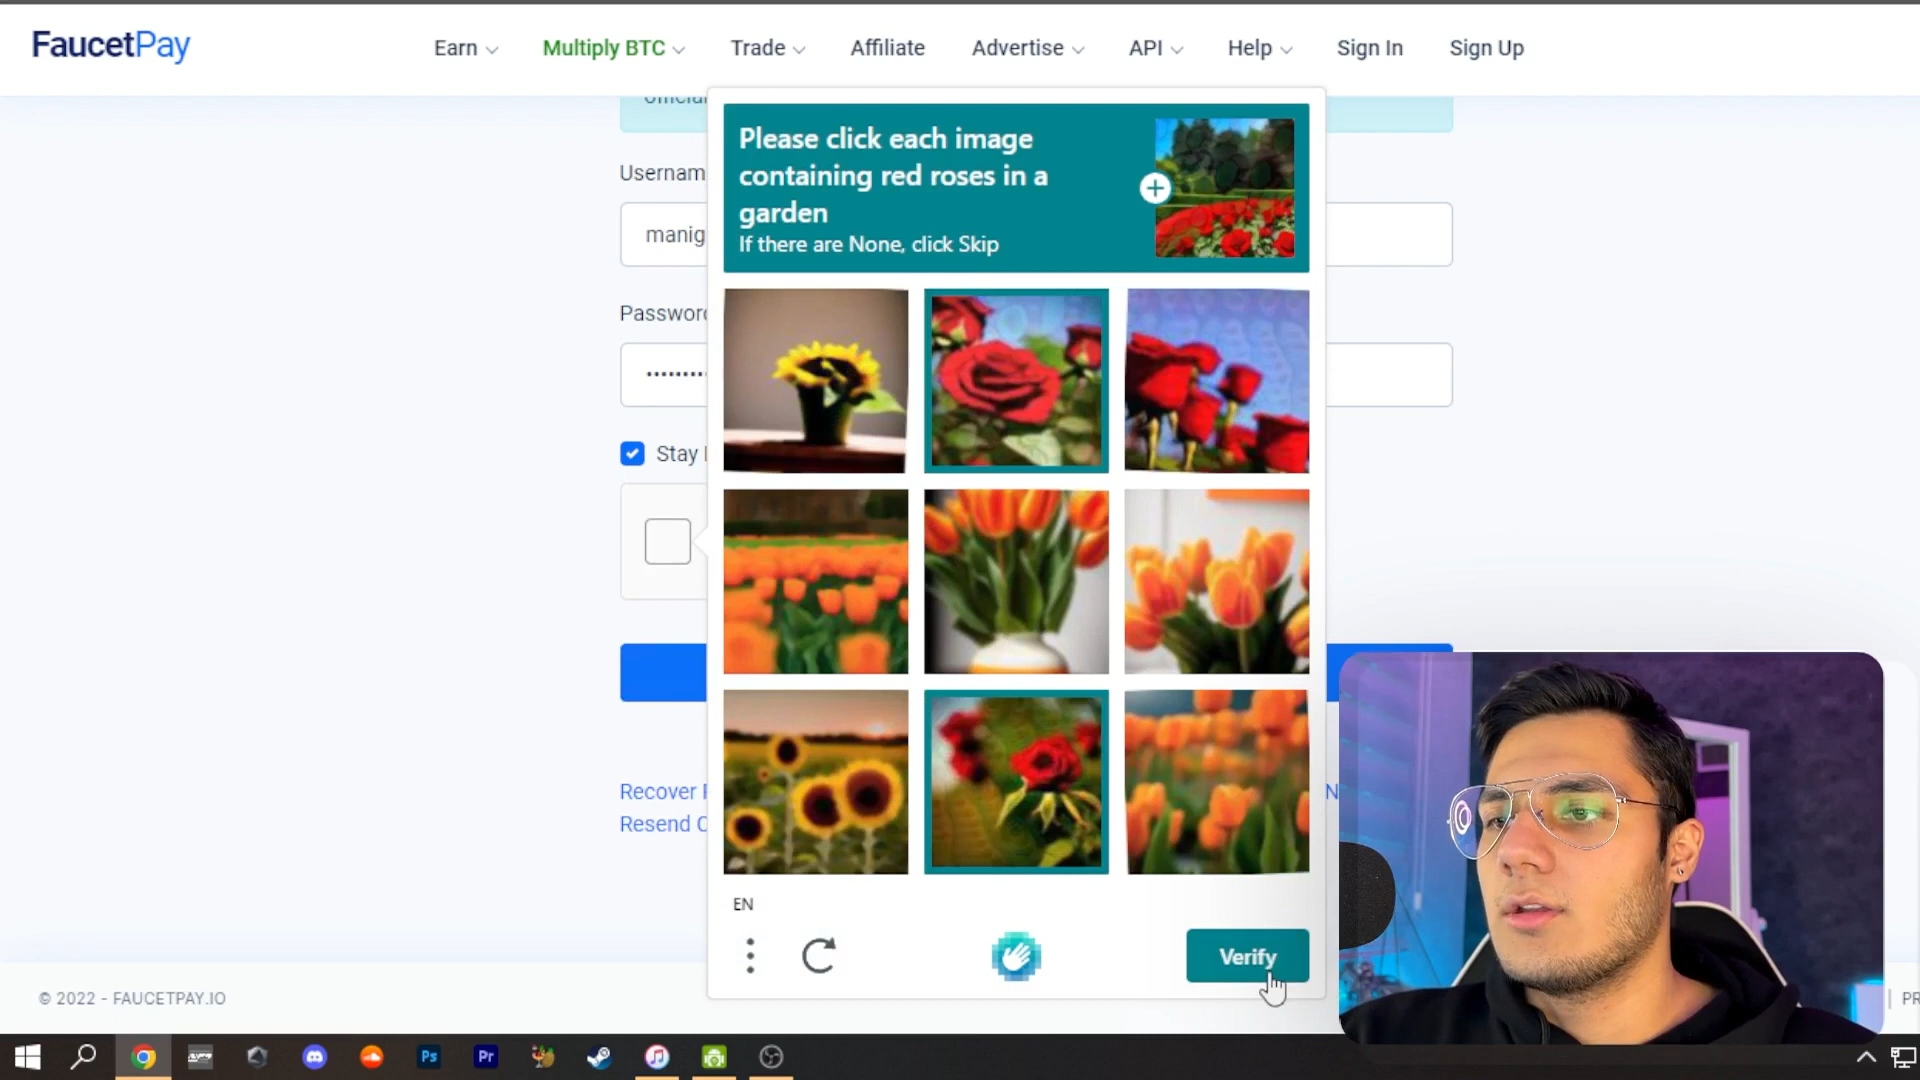 FaucetPay
Earn
Multiply BTC
Trade
Affiliate
Advertise
API
Help
Sign In
Sign Up
Please click each image
containing red roses in a
garden
If there are None, click Skip
manig
Stay
Recover
Resend
EN
Verify
© 2022 - FAUCETPAY.IO
Ps
Pr